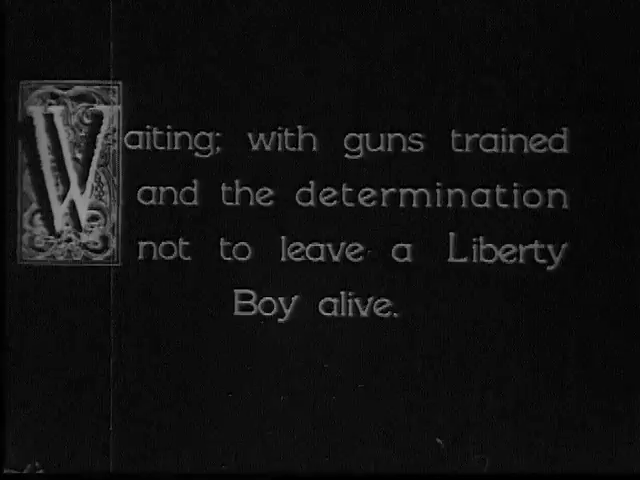 Waiting; with guns trained
and the determination
not to leave a Liberty
Boy alive.